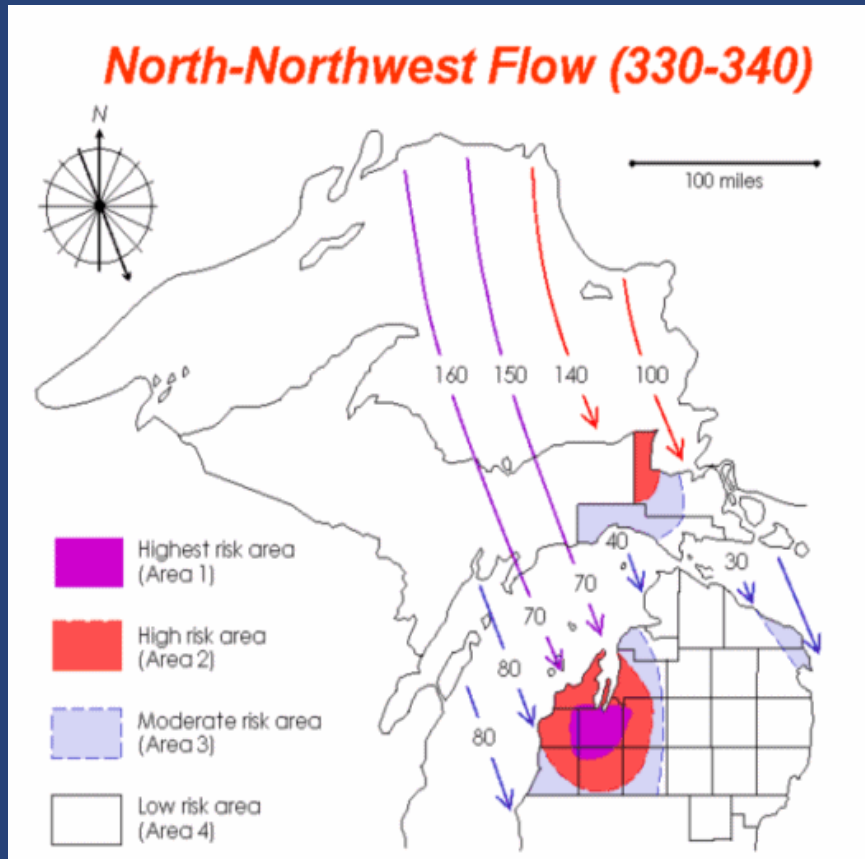 North-Northwest Flow (330-340)
N
100 miles
160
150
140
100
40
30
70
70
80
80
Highest risk area
(Area 1)
High risk area
(Area 2)
Moderate risk area
(Area 3)
Low risk area
(Area 4)